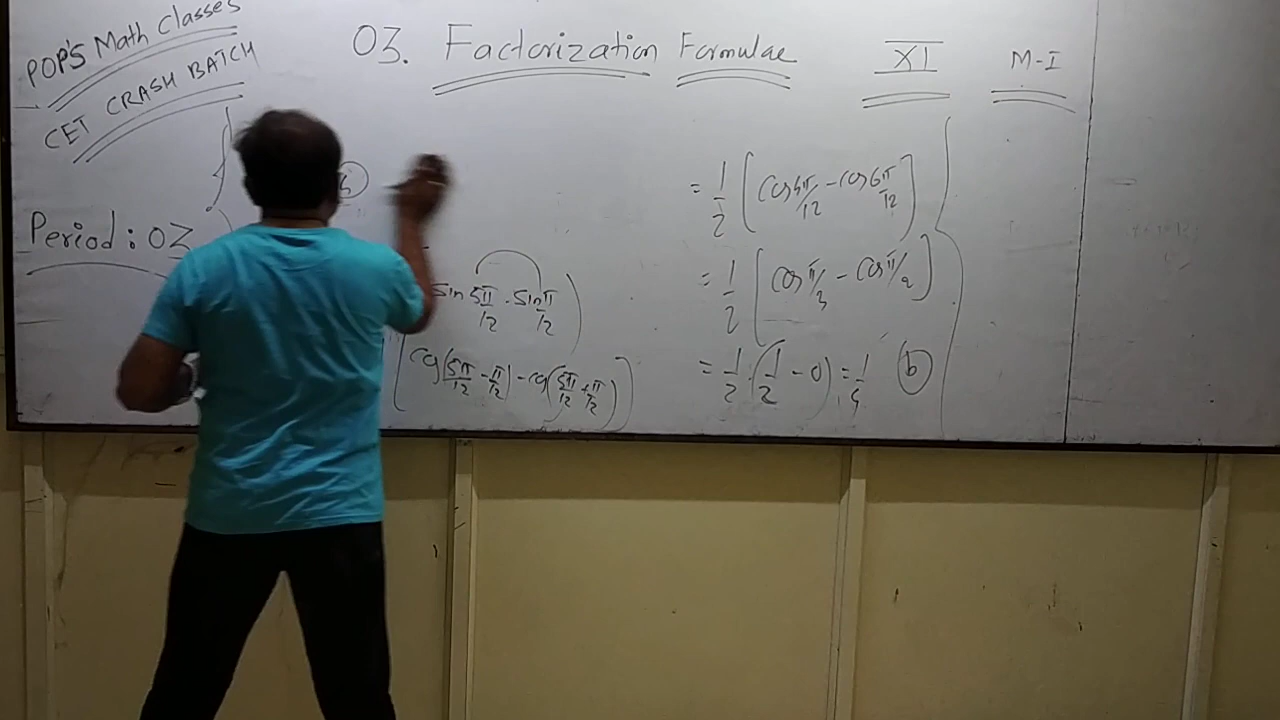 POP'S Math Classes
CET CRASH BATCH
03. Factorization Formulae XI M-I
Period: 03
sin 5π/12 . sin π/12
[cos(5π/12 - π/12) - cos(5π/12 + π/12)]
= 1/2 [cos 4π/12 - cos 6π/12]
= 1/2 [cos π/3 - cos π/2]
= 1/2 . (1/2 - 0) = 1/4 (b)